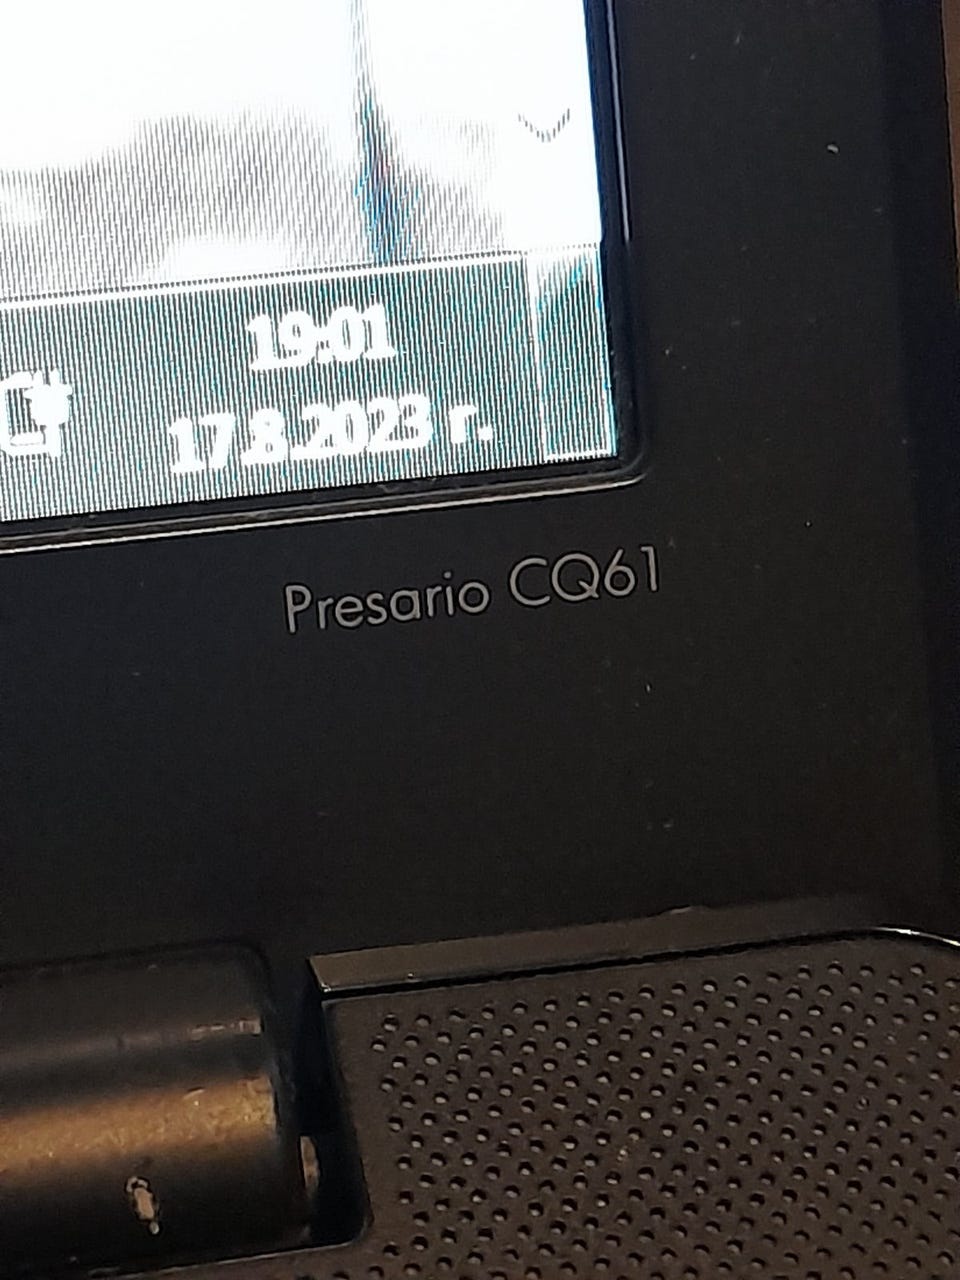 19:01
17.8.2023 г.
Presario CQ61